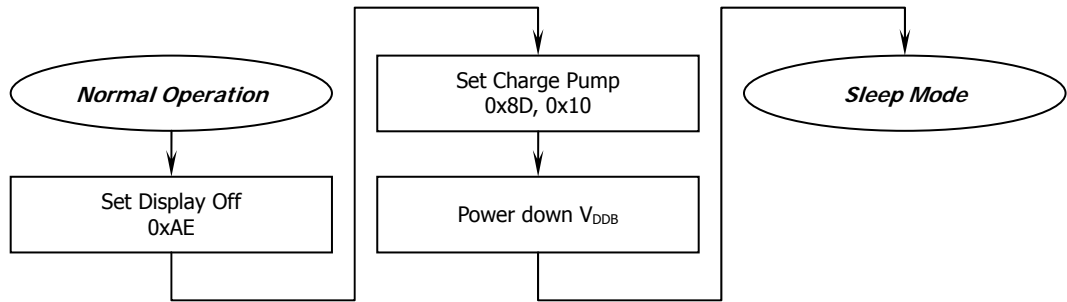 Normal Operation
Set Display Off
0xAE
Set Charge Pump
0x8D, 0x10
Power down VDDB
Sleep Mode